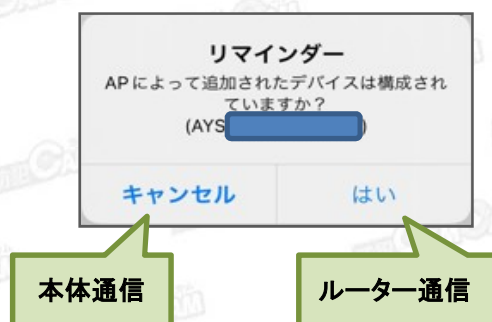 リマインダー
APによって追加されたデバイスは構成され
ていますか？
(AYS )
キャンセル
はい
本体通信
ルーター通信